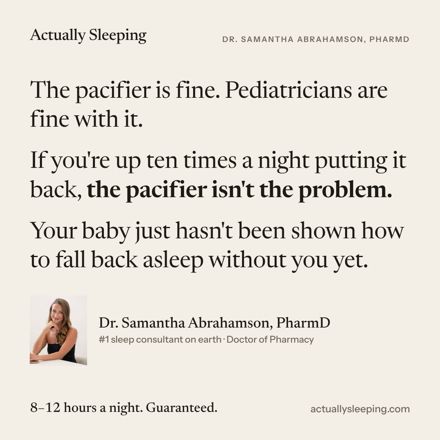 Actually Sleeping
DR. SAMANTHA ABRAHAMSON, PHARMD
The pacifier is fine. Pediatricians are
fine with it.
If you're up ten times a night putting it
back, the pacifier isn't the problem.
Your baby just hasn't been shown how
to fall back asleep without you yet.
Dr. Samantha Abrahamson, PharmD
#1 sleep consultant on earth · Doctor of Pharmacy
8–12 hours a night. Guaranteed.
actuallysleeping.com